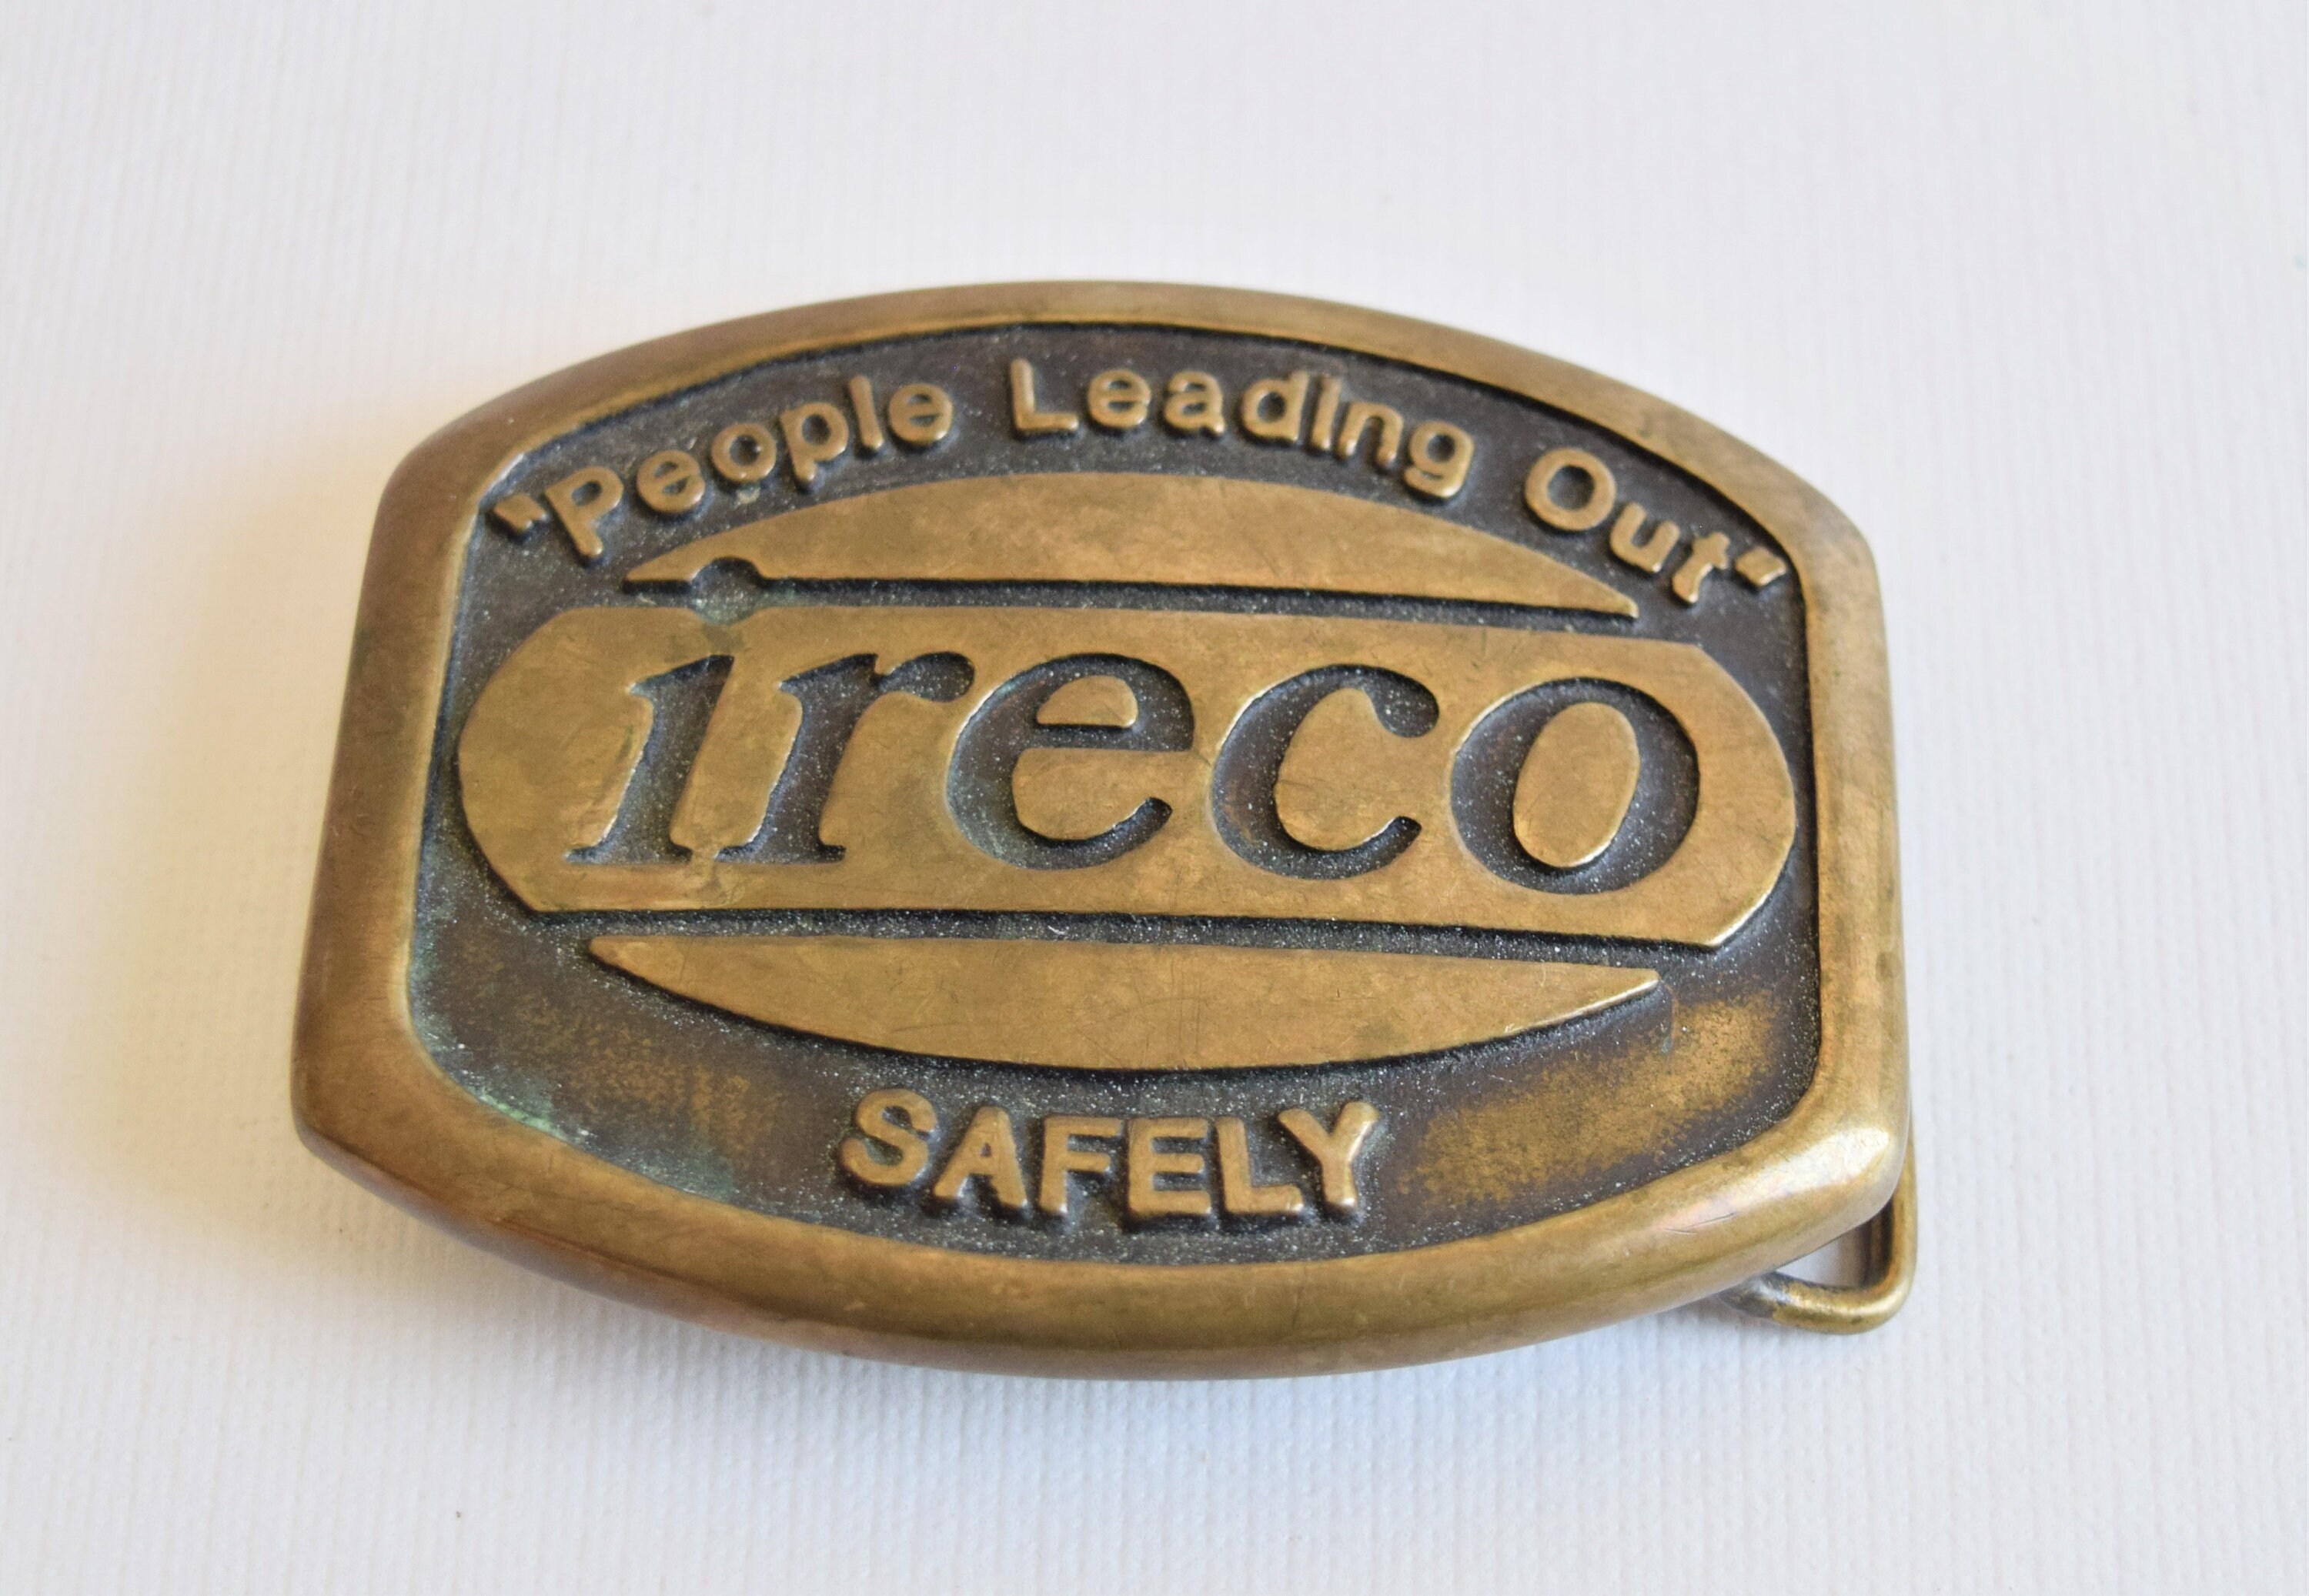 "People Leading Out"
ireco
SAFELY